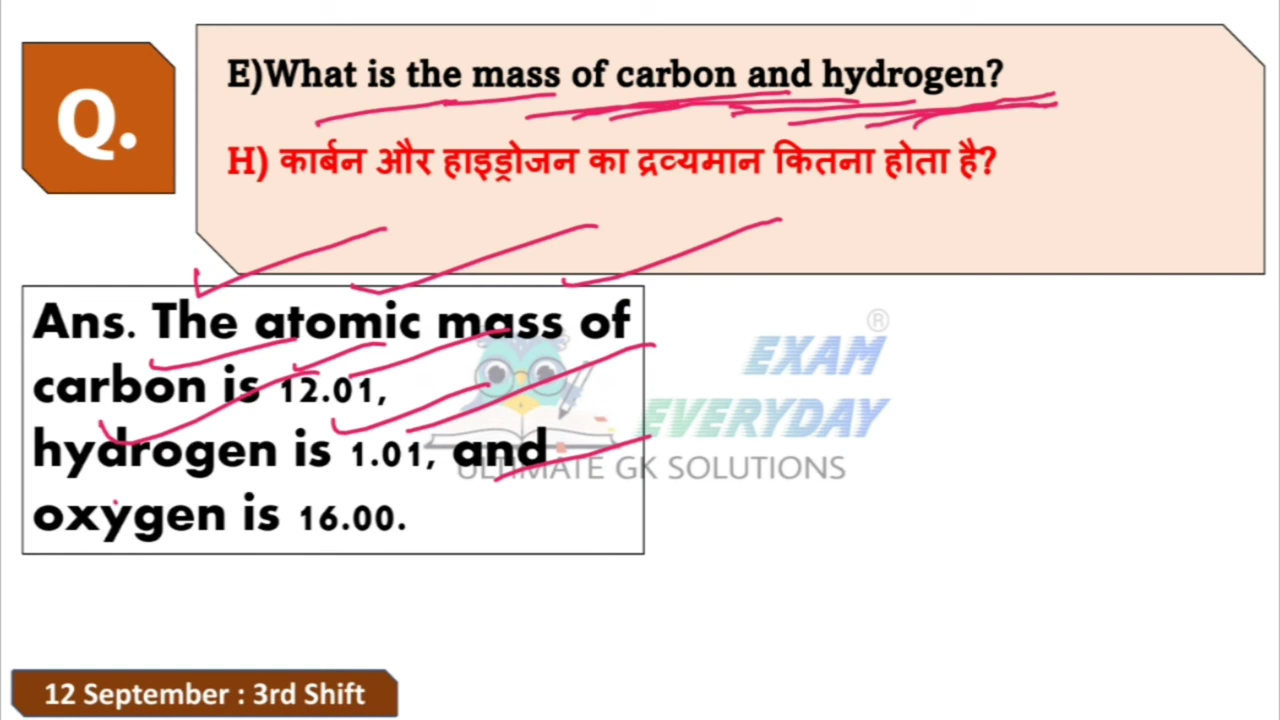 Q.
E)What is the mass of carbon and hydrogen?
H) कार्बन और हाइड्रोजन का द्रव्यमान कितना होता है?
Ans. The atomic mass of
carbon is 12.01,
hydrogen is 1.01, and
oxygen is 16.00.
EXAM
EVERYDAY
®
ULTIMATE GK SOLUTIONS
12 September : 3rd Shift